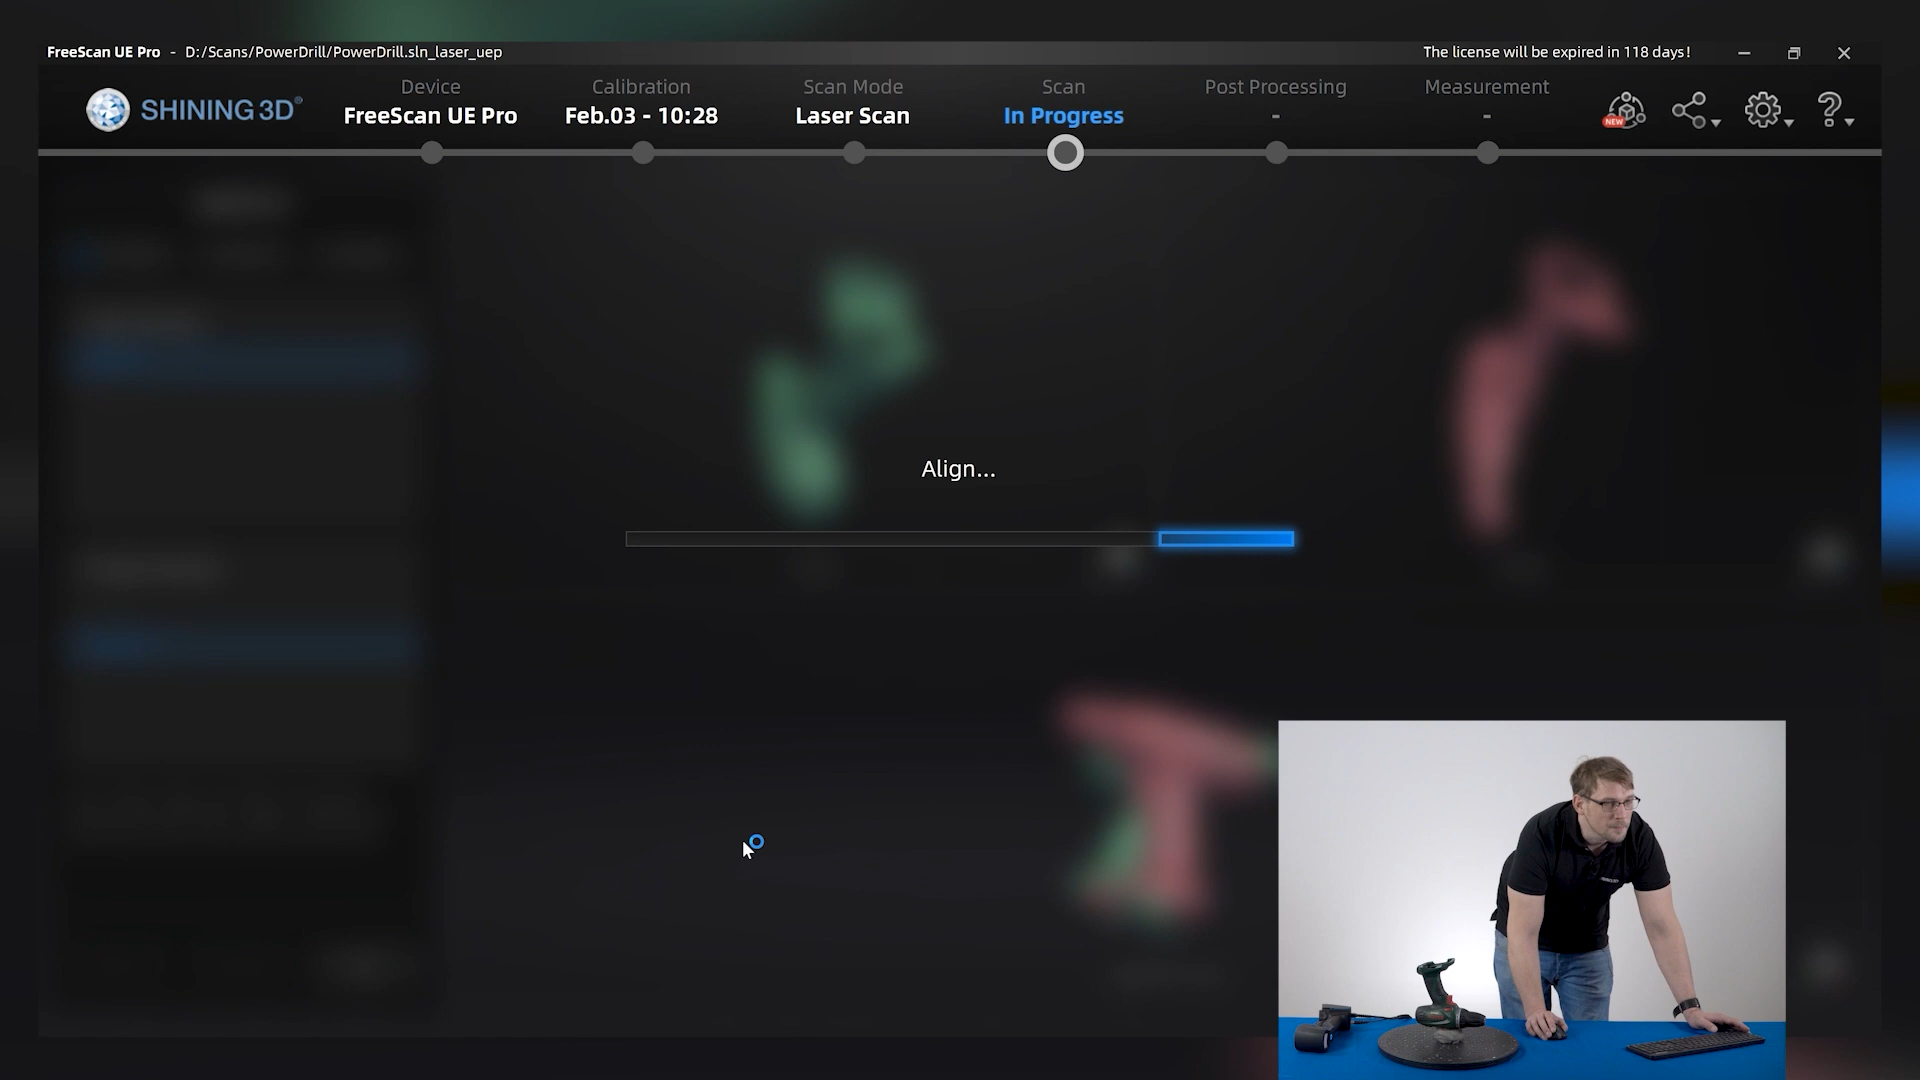 FreeScan UE Pro - D:/Scans/PowerDrill/PowerDrill.sln_laser_uep
The license will be expired in 118 days!
SHINING 3D®
Device
FreeScan UE Pro
Calibration
Feb.03 - 10:28
Scan Mode
Laser Scan
Scan
In Progress
Post Processing
-
Measurement
-
NEW
Align...